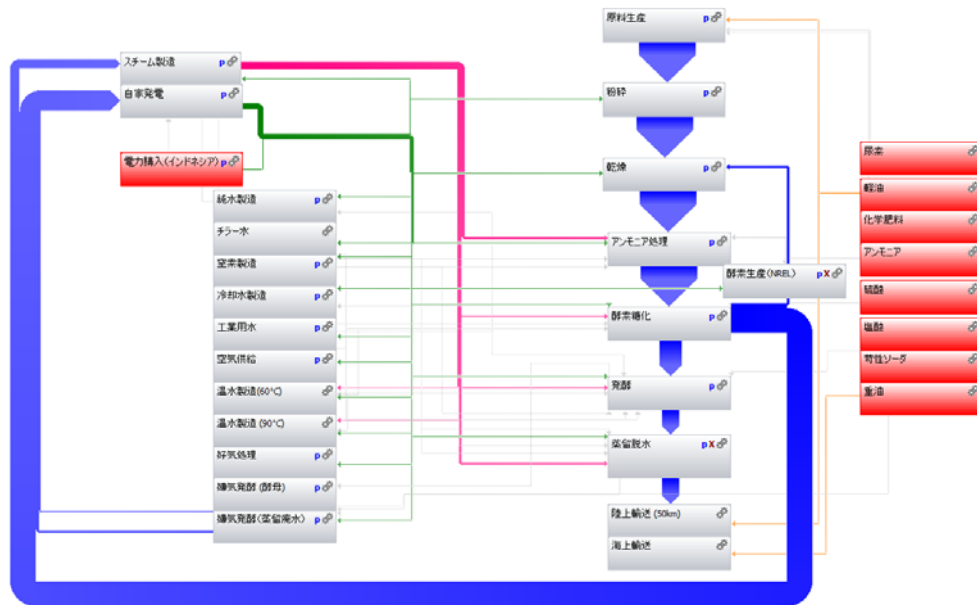 原料生産 p
スチーム製造 p
自家発電 p
粉砕 p
電力購入(インドネシア) p
乾燥 p
尿素
軽油
化学肥料
アンモニア
硫酸
塩酸
苛性ソーダ
重油
純水製造 p
チラー水
窒素製造 p
冷却水製造 p
工業用水 p
空気供給 p
温水製造(60℃)
温水製造 (90℃)
好気処理 p
嫌気発酵 (酵母) p
嫌気発酵(蒸留廃水) p
アンモニア処理 p
酵素生産(NREL) p X
酵素糖化 p
発酵 p
蒸留脱水 p X
陸上輸送 (50km)
海上輸送